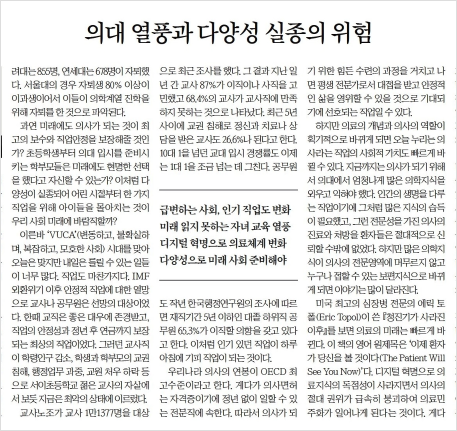 의대 열풍과 다양성 실종의 위험
려대는 855명, 연세대는 678명이 자퇴했
다. 서울대의 경우 자퇴생 80% 이상이
이과생이어서 이들이 의학계열 진학을
위해 자퇴를 한 것으로 파악된다.
과연 미래에도 의사가 되는 것이 최
고의 보수와 직업안정을 보장해줄 것인
가? 초등학생부터 의대 입시를 준비시
키는 학부모들은 미래에도 현명한 선택
을 했다고 자신할 수 있는가? 이처럼 다
양성이 실종되어 어린 시절부터 한 가지
직업을 위해 아이들을 몰아치는 것이
우리 사회 미래에 바람직할까?
이른바 'VUCA'(변동하고, 불확실하
며, 복잡하고, 모호한 사회) 시대를 맞아
오늘은 맞지만 내일은 틀릴 수 있는 일들
이 너무 많다. 직업도 마찬가지다. IMF
외환위기 이후 안정적 직업에 대한 열망
으로 교사나 공무원은 선망의 대상이었
다. 한때 교직은 좋은 대우에 존경받고,
직업의 안정성과 정년 후 연금까지 보장
되는 최상의 직업이었다. 그러던 교사직
이 학령인구 감소, 학생과 학부모의 교권
침해, 행정업무 과중, 교원 처우 하락 등
으로 서이초등학교 젊은 교사의 자살에
서 보듯 지금은 최악의 상태에 이르렀다.
교사노조가 교사 1만1377명을 대상
으로 최근 조사를 했다. 그 결과 지난 일
년 간 교사 87%가 이직이나 사직을 고
민했고 68.4%의 교사가 교사직에 만족
하지 못하는 것으로 나타났다. 최근 5년
사이에 교권 침해로 정신과 치료나 상
담을 받은 교사도 26.6%나 된다고 한다.
10대 1을 넘던 교대 입시 경쟁률도 이제
는 1대 1을 조금 넘는 데 그친다. 공무원
급변하는 사회, 인기 직업도 변화
미래 읽지 못하는 자녀 교육 열풍
디지털 혁명으로 의료체계 변화
다양성으로 미래 사회 준비해야
도 작년 한국행정연구원의 조사에 따르
면 재직기간 5년 이하인 대졸 하위직 공
무원 65.3%가 이직할 의향을 갖고 있다
고 한다. 이처럼 인기 있던 직업이 하루
아침에 기피 직업이 되는 것이다.
우리나라 의사의 연봉이 OECD 최
고수준이라고 한다. 게다가 의사면허
는 자격증이기에 정년 없이 일할 수 있
는 전문직에 속한다. 따라서 의사가 되
기 위한 힘든 수련의 과정을 거치고 나
면 평생 전문가로서 대접을 받고 안정적
인 삶을 영위할 수 있을 것으로 기대되
기에 선호되는 직업일 수 있다.
하지만 의료의 개념과 의사의 역할이
획기적으로 바뀌게 되면 오늘 누리는 의
사라는 직업의 사회적 가치도 빠르게 바
뀔 수 있다. 지금까지는 의사가 되기 위해
서 의대에서 엄청나게 많은 의학지식을
외우고 익혀야 했다. 인간의 생명을 다루
는 직업이기에 그처럼 많은 지식의 습득
이 필요했고, 그런 전문성을 가진 의사의
진료와 처방을 환자들은 절대적으로 신
뢰할 수밖에 없었다. 하지만 많은 의학지
식이 의사의 전문영역에 머무르지 않고
누구나 접할 수 있는 보편지식으로 바뀌
게 되면 이야기는 많이 달라진다.
미국 최고의 심장병 전문의 에릭 토
폴(Eric Topol)이 쓴 『청진기가 사라진
이후』를 보면 의료의 미래는 빠르게 바
뀐다. 이 책의 영어 원제목은 '이제 환자
가 당신을 볼 것이다(The Patient Will
See You Now)'다. 디지털 혁명으로 의
료지식의 독점성이 사라지면서 의사의
절대 권위가 급속히 붕괴하여 의료민
주화가 일어나게 된다는 것이다. 게다